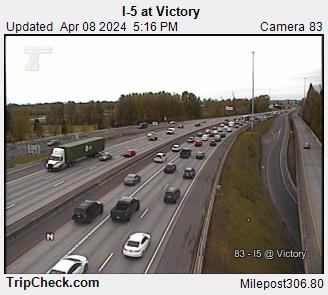 I-5 at Victory
Updated Apr 08 2024 5:16 PM Camera 83
Tr
N
83 - I5 @ Victory
TripCheck.com Milepost306.80